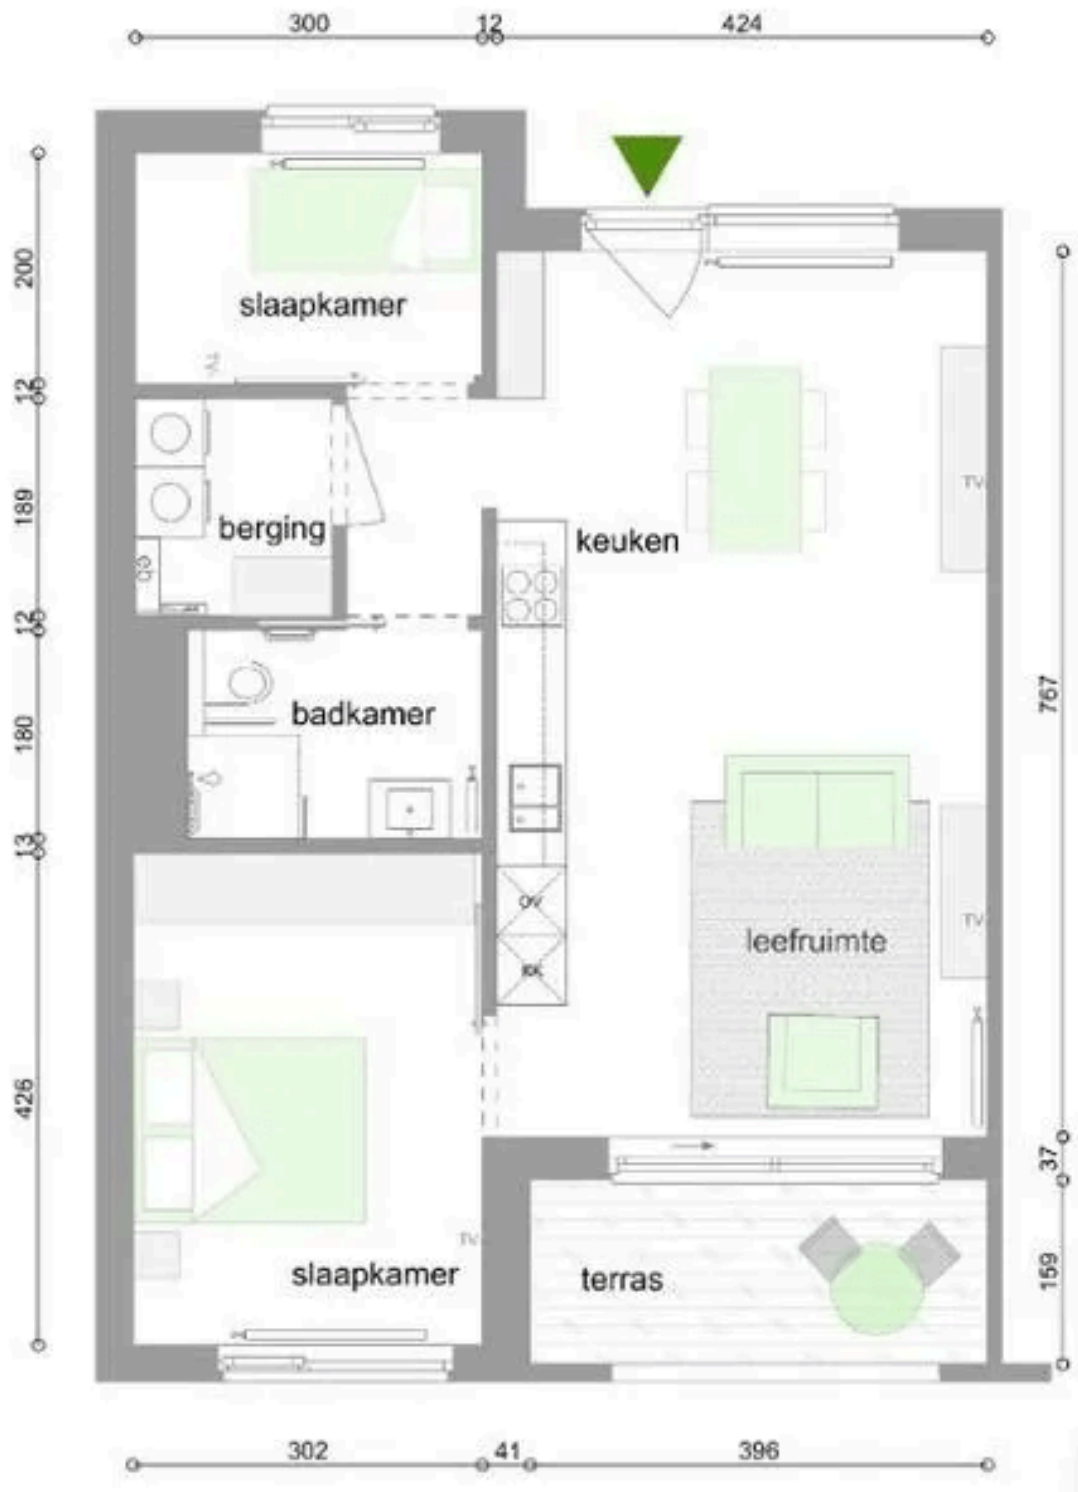 300
12
424
200
slaapkamer
TV
12
189
berging
keuken
TV
12
767
badkamer
180
13
OV
leefruimte
TV
KK
426
37
TV
slaapkamer
terras
159
302
41
396